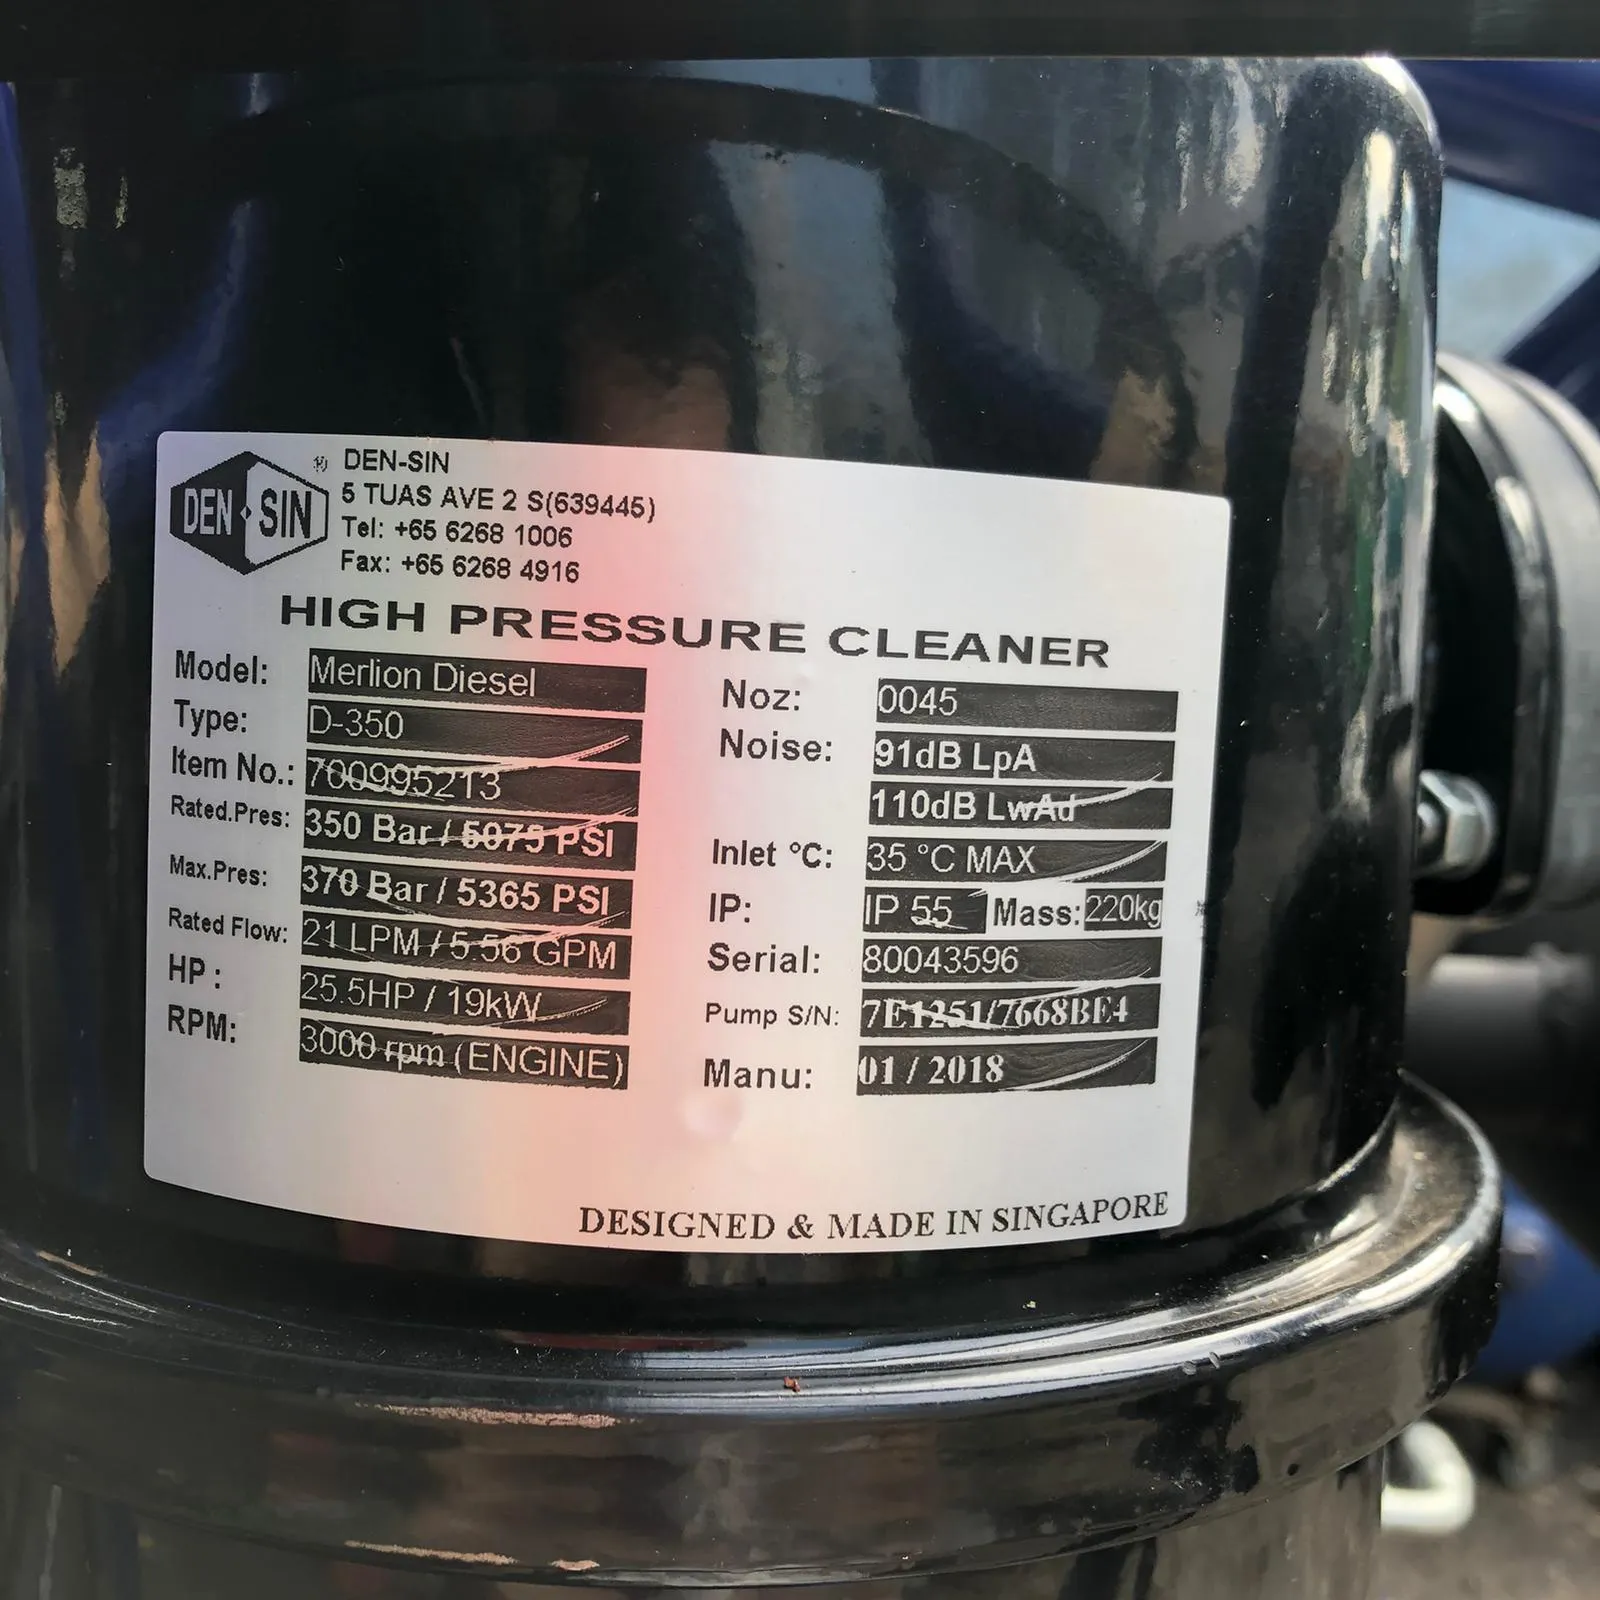 DEN SIN
®
DEN-SIN
5 TUAS AVE 2 S(639445)
Tel: +65 6268 1006
Fax: +65 6268 4916
HIGH PRESSURE CLEANER
Model: Merlion Diesel
Type: D-350
Item No.: 700995213
Rated.Pres: 350 Bar / 5075 PSI
Max.Pres: 370 Bar / 5365 PSI
Rated Flow: 21 LPM / 5.56 GPM
HP : 25.5HP / 19kW
RPM: 3000 rpm (ENGINE)
Noz: 0045
Noise: 91dB LpA
110dB LwAd
Inlet °C: 35 °C MAX
IP: IP 55 Mass: 220kg
Serial: 80043596
Pump S/N: 7E1251/7668BE4
Manu: 01 / 2018
DESIGNED & MADE IN SINGAPORE